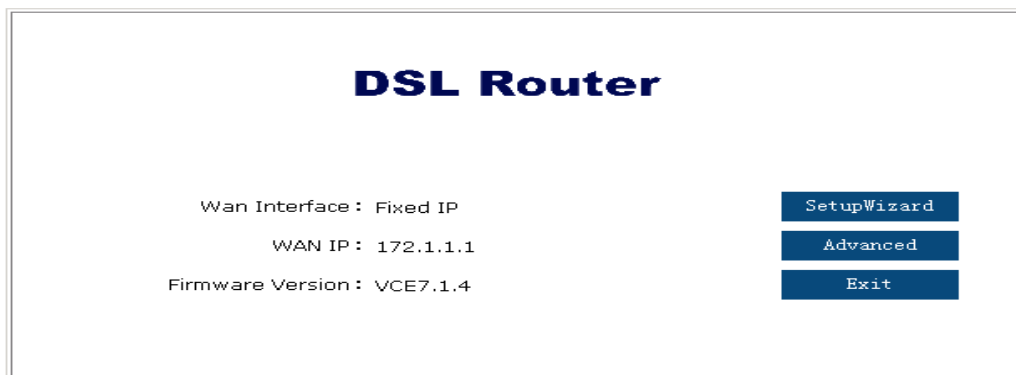 DSL Router
Wan Interface: Fixed IP
SetupWizard
WAN IP: 172.1.1.1
Advanced
Firmware Version: VCE7.1.4
Exit